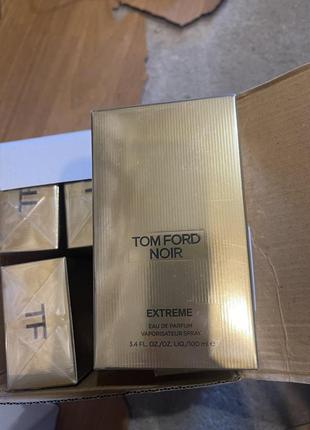 TOM FORD
NOIR
EXTREME
EAU DE PARFUM
VAPORISATEUR SPRAY
3.4 FL. OZ./OZ. LIQ./100 ml ℮
TF